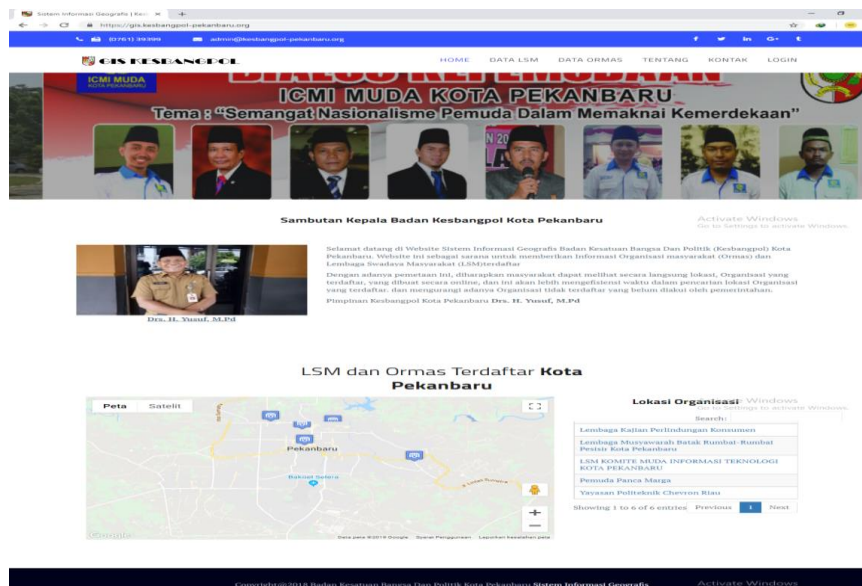 Sistem Informasi Geografis | Kes
https://gis.kesbangpol-pekanbaru.org
(0761) 39399 admin@kesbangpol-pekanbaru.org
GIS KESBANGPOL HOME DATA LSM DATA ORMAS TENTANG KONTAK LOGIN
ICMI MUDA
KOTA PEKANBARU
ICMI MUDA KOTA PEKANBARU
Tema : “Semangat Nasionalisme Pemuda Dalam Memaknai Kemerdekaan”
Sambutan Kepala Badan Kesbangpol Kota Pekanbaru
Activate Windows
Go to Settings to activate Windows.
Selamat datang di Website Sistem Informasi Geografis Badan Kesatuan Bangsa Dan Politik (Kesbangpol) Kota
Pekanbaru. Website ini sebagai sarana untuk memberikan Informasi Organisasi masyarakat (Ormas) dan
Lembaga Swadaya Masyarakat (LSM)terdaftar
Dengan adanya pemetaan ini, diharapkan masyarakat dapat melihat secara langsung lokasi, Organisasi yang
terdaftar, yang dibuat secara online, dan ini akan lebih mengefisiensi waktu dalam pencarian lokasi Organisasi
yang terdaftar. dan mengurangi adanya Organisasi tidak terdaftar yang belum diakui oleh pemerintahan.
Pimpinan Kesbangpol Kota Pekanbaru Drs. H. Yusuf, M.Pd
Drs. H. Yusuf, M.Pd
LSM dan Ormas Terdaftar Kota
Pekanbaru
Peta Satelit
Pekanbaru
Google
Data peta ©2019 Google Syarat Penggunaan Laporkan kesalahan peta
Lokasi Organisasi
Search:
Lembaga Kajian Perlindungan Konsumen
Lembaga Musyawarah Batak Rumbai-Rumbai
Pesisir Kota Pekanbaru
LSM KOMITE MUDA INFORMASI TEKNOLOGI
KOTA PEKANBARU
Pemuda Panca Marga
Yayasan Politeknik Chevron Riau
Showing 1 to 6 of 6 entries Previous 1 Next
Copyright@2018 Badan Kesatuan Bangsa Dan Politik Kota Pekanbaru Sistem Informasi Geografis
Activate Windows